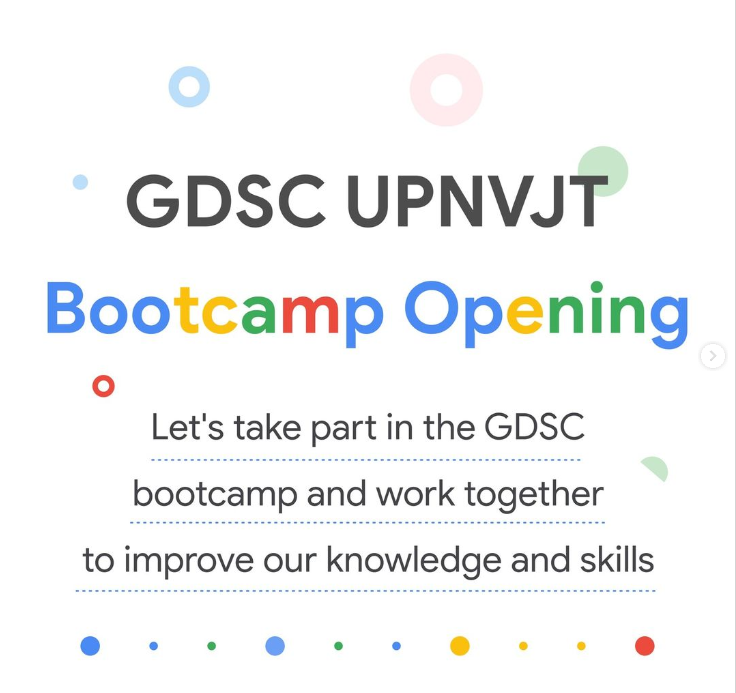 GDSC UPNVJT
Bootcamp Opening
Let's take part in the GDSC
bootcamp and work together
to improve our knowledge and skills